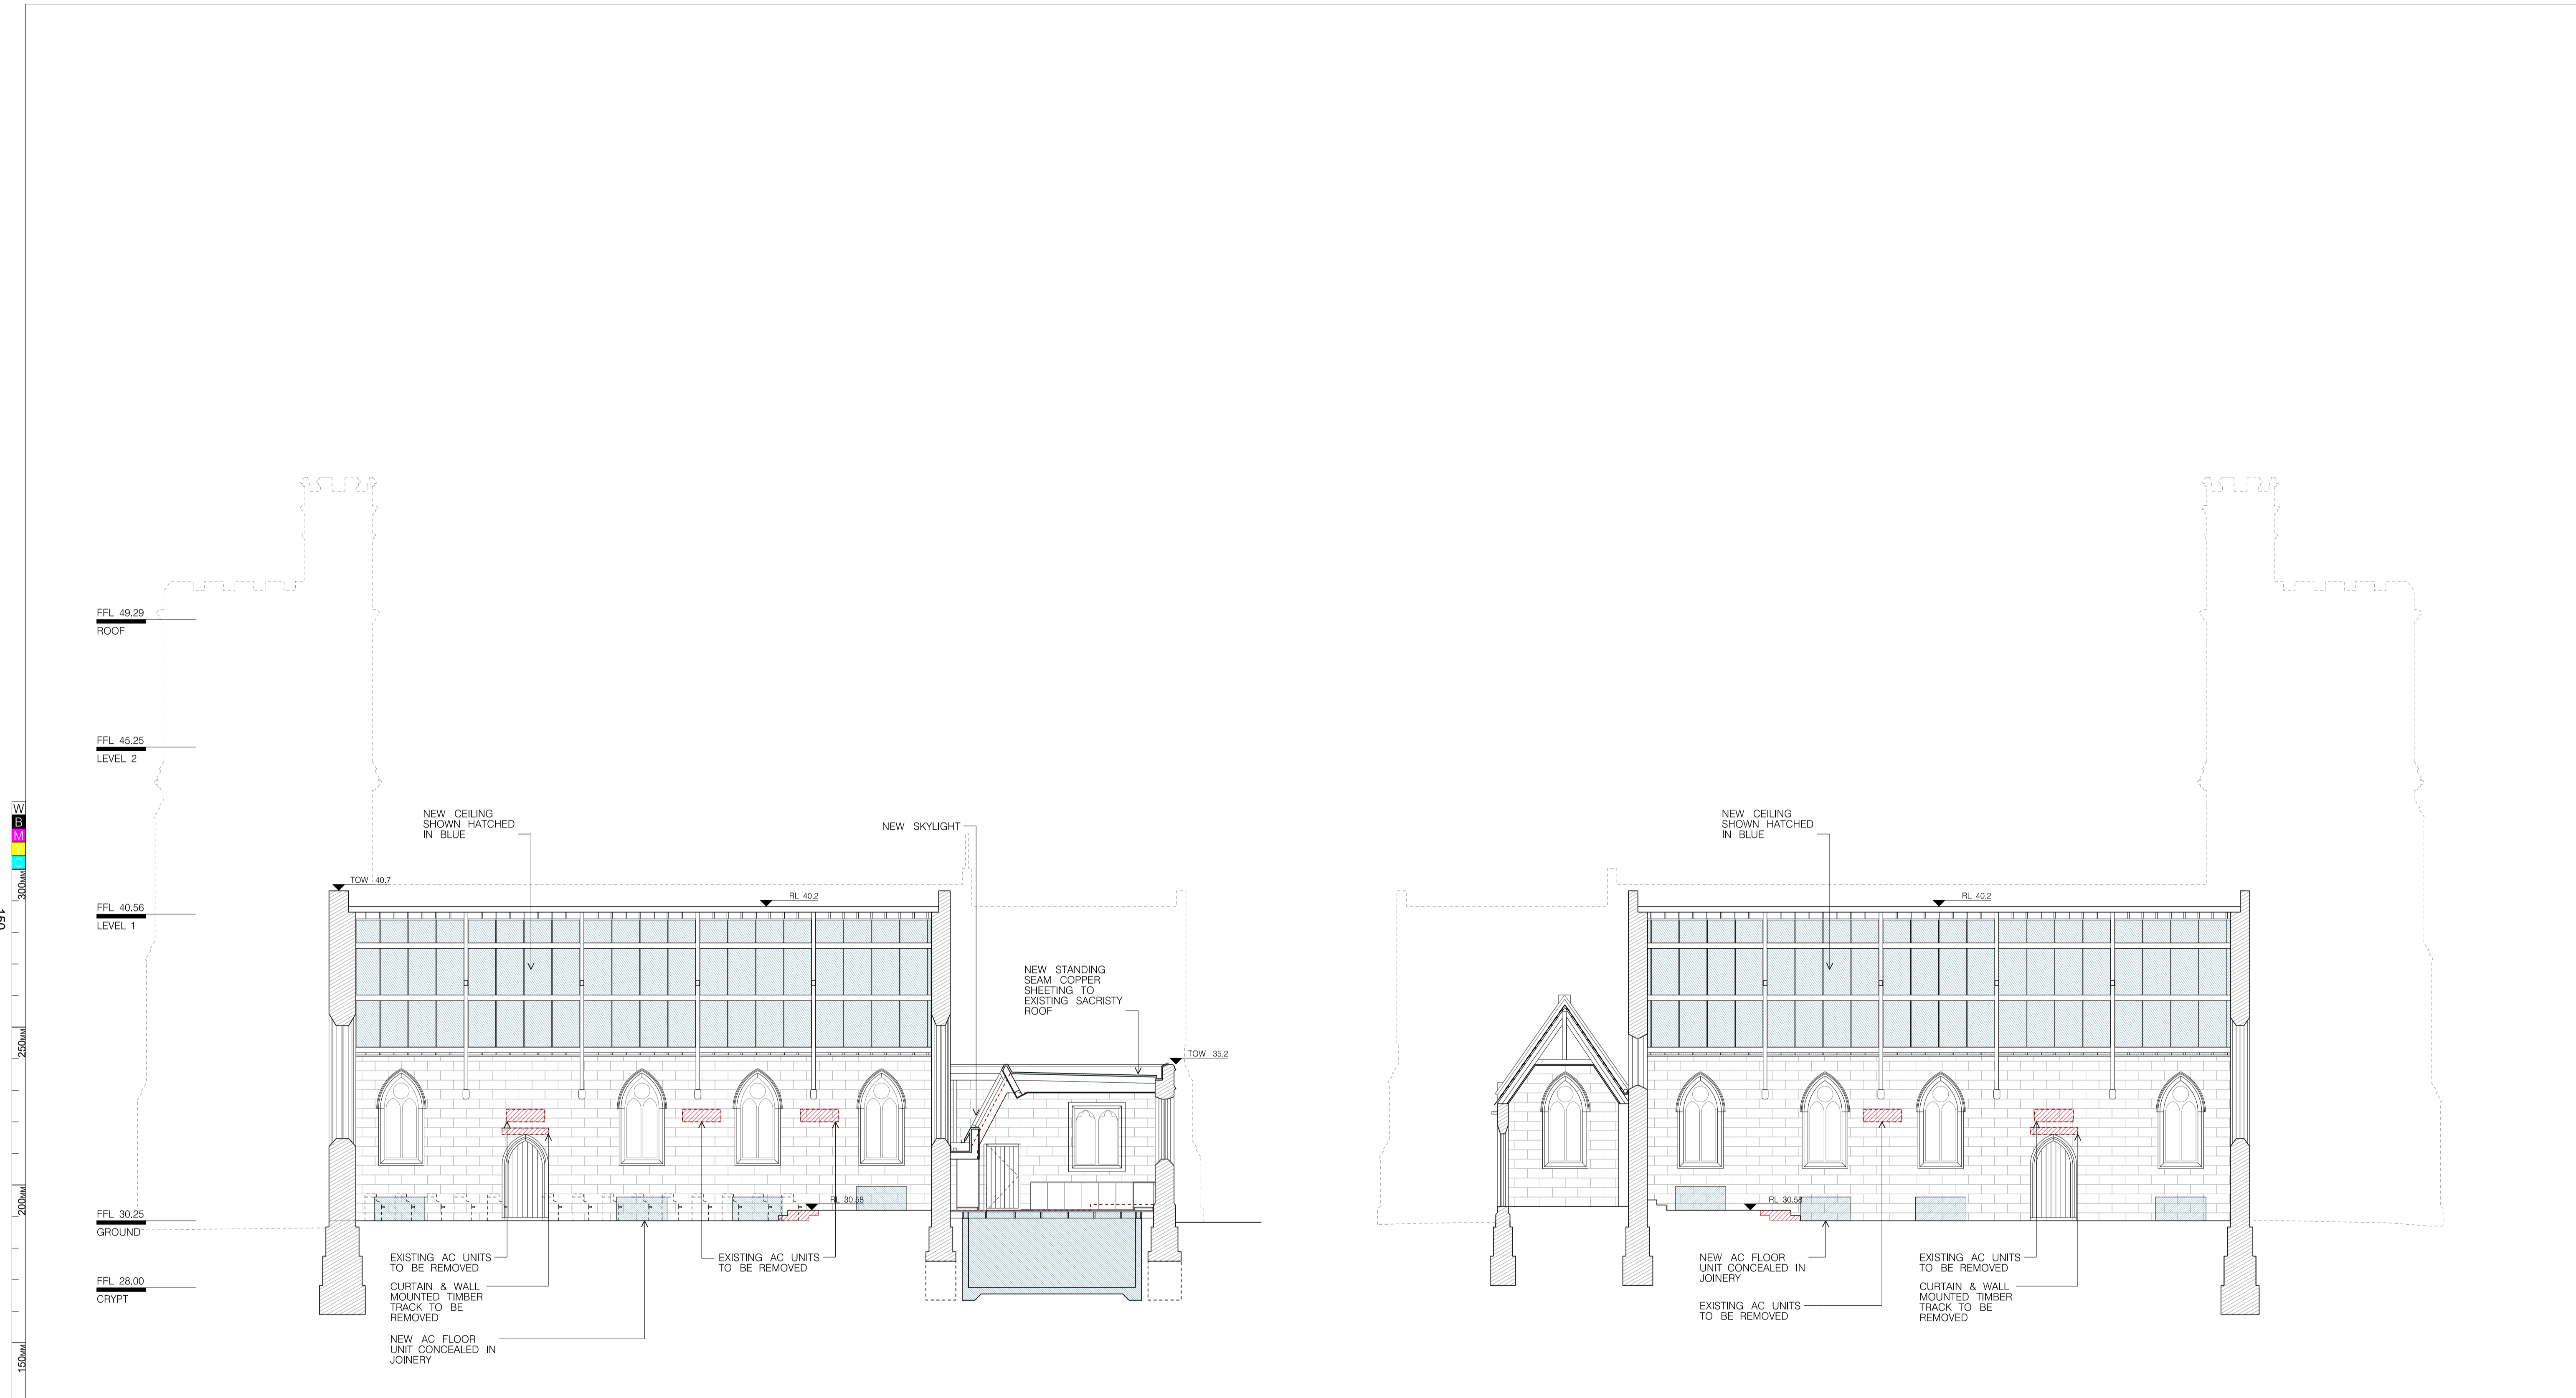 FFL 49.29
ROOF
FFL 45.25
LEVEL 2
FFL 40.56
LEVEL 1
FFL 30.25
GROUND
FFL 28.00
CRYPT
W
B
M
Y
C
300MM
250MM
200MM
150MM
150
NEW CEILING
SHOWN HATCHED
IN BLUE
NEW SKYLIGHT
TOW 40.7
RL 40.2
NEW STANDING
SEAM COPPER
SHEETING TO
EXISTING SACRISTY
ROOF
TOW 35.2
RL 30.58
EXISTING AC UNITS
TO BE REMOVED
CURTAIN & WALL
MOUNTED TIMBER
TRACK TO BE
REMOVED
NEW AC FLOOR
UNIT CONCEALED IN
JOINERY
EXISTING AC UNITS
TO BE REMOVED
NEW CEILING
SHOWN HATCHED
IN BLUE
RL 40.2
RL 30.58
NEW AC FLOOR
UNIT CONCEALED IN
JOINERY
EXISTING AC UNITS
TO BE REMOVED
EXISTING AC UNITS
TO BE REMOVED
CURTAIN & WALL
MOUNTED TIMBER
TRACK TO BE
REMOVED